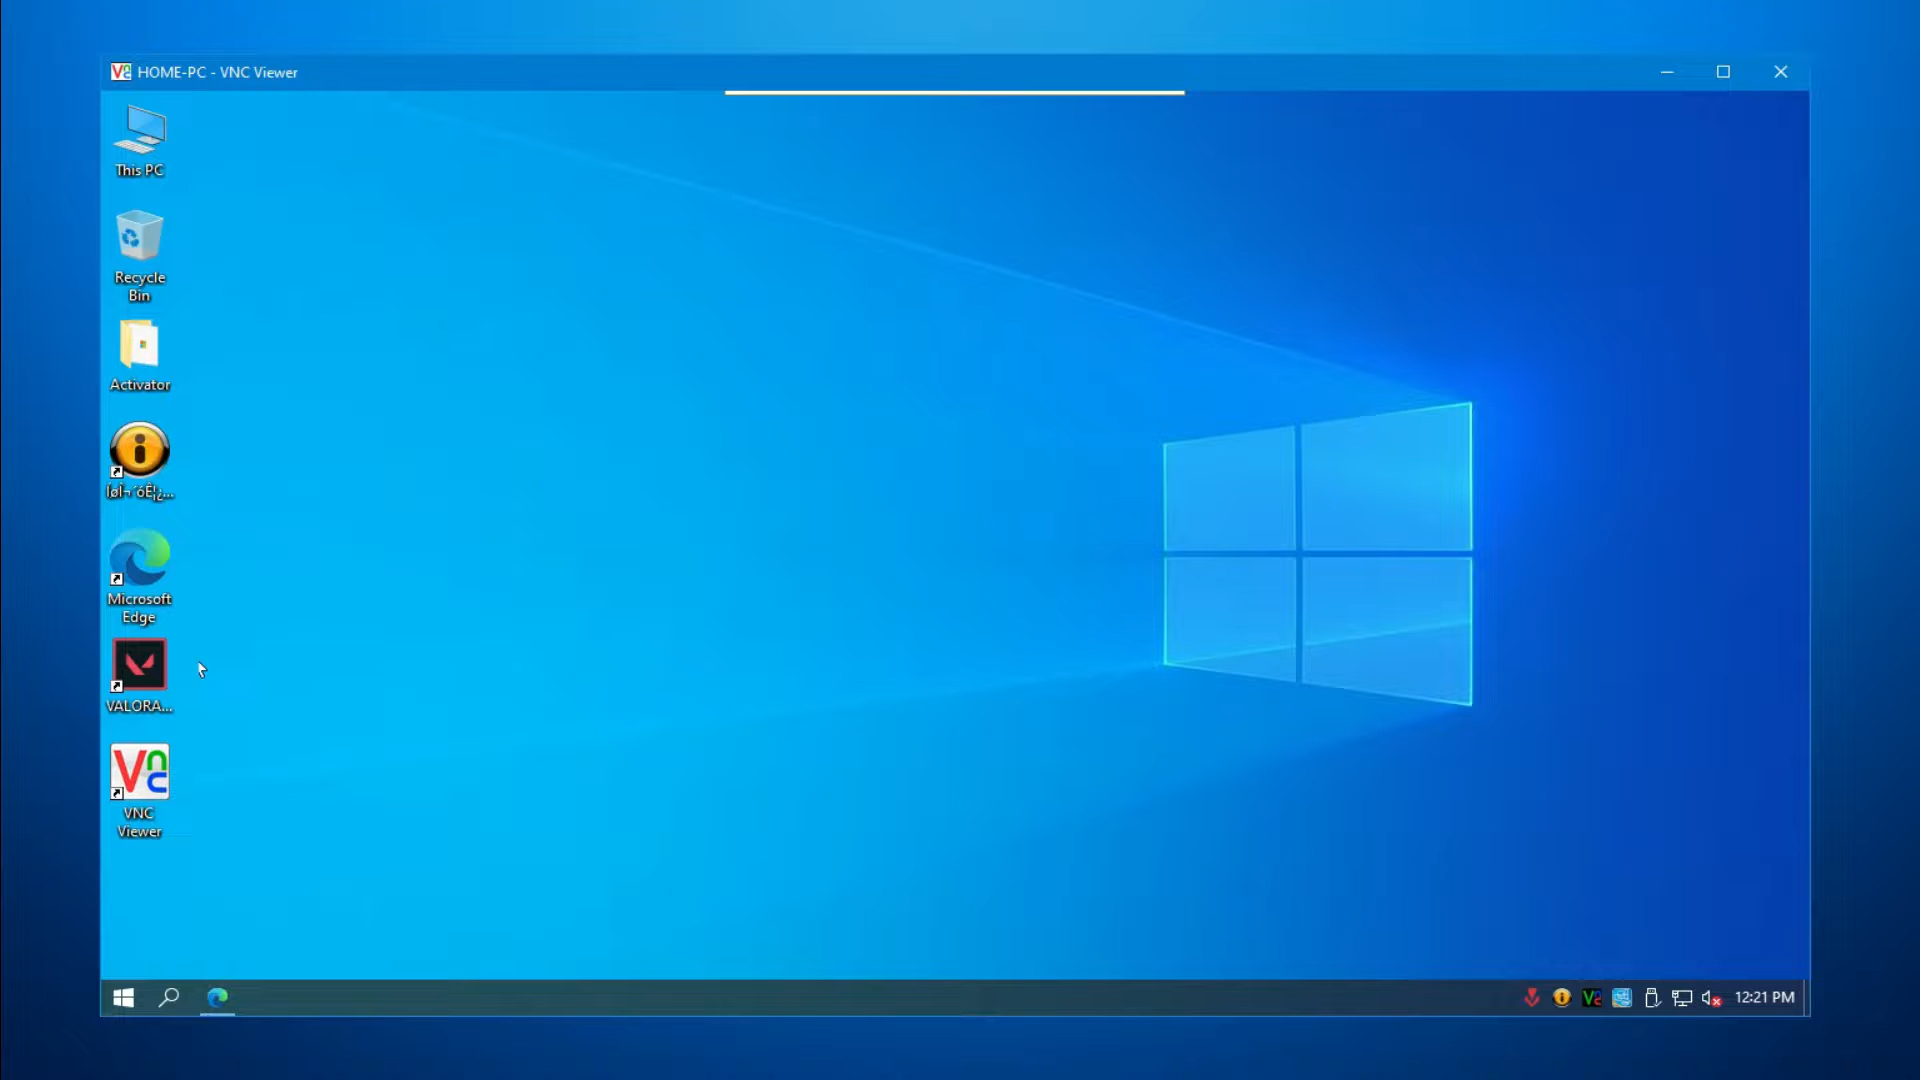 HOME-PC - VNC Viewer
This PC
Recycle
Bin
Activator
Microsoft
Edge
VALORA...
VNC
Viewer
12:21 PM